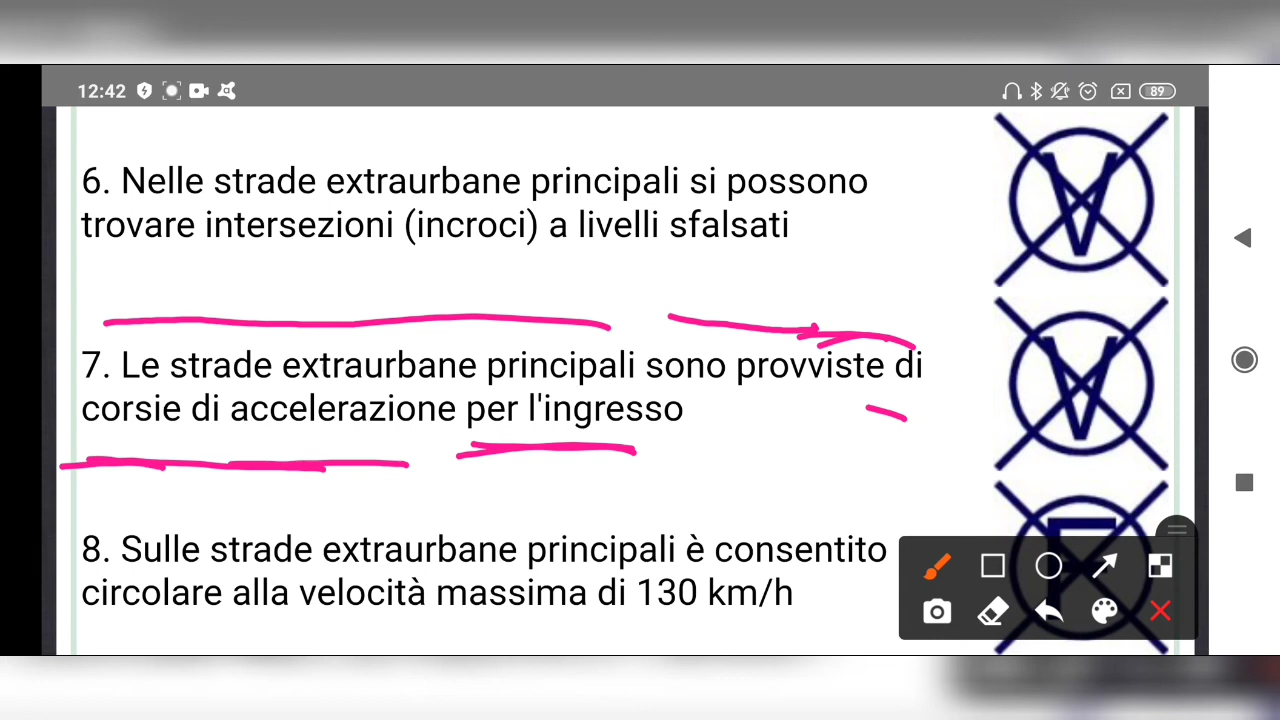 12:42
89
6. Nelle strade extraurbane principali si possono
trovare intersezioni (incroci) a livelli sfalsati
V
7. Le strade extraurbane principali sono provviste di
corsie di accelerazione per l'ingresso
V
8. Sulle strade extraurbane principali è consentito
circolare alla velocità massima di 130 km/h
F